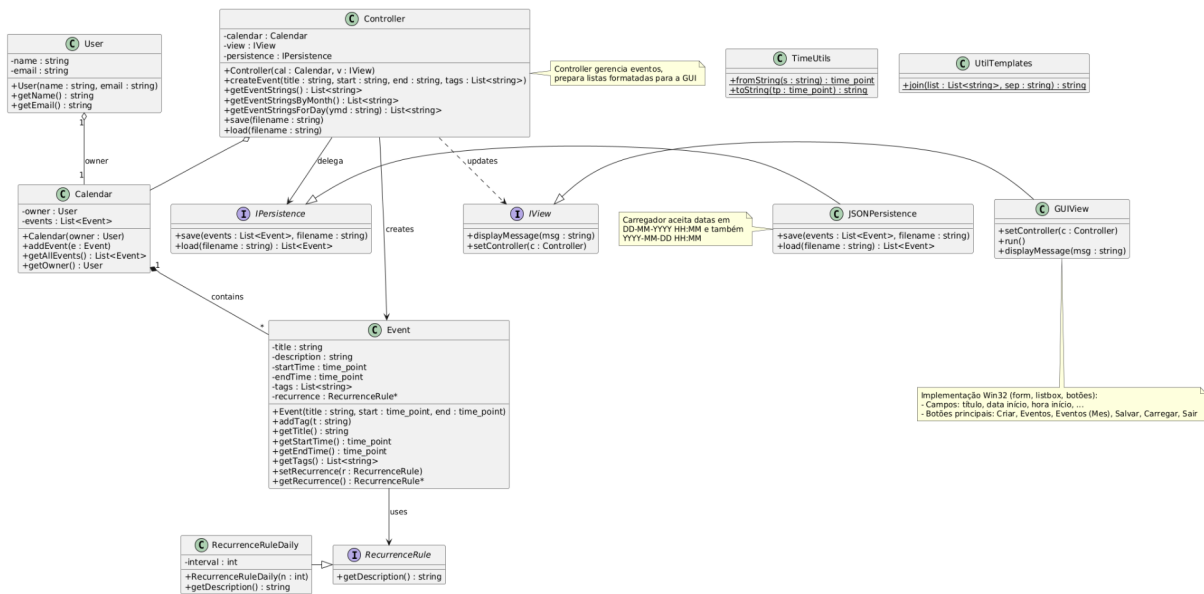 C Controller
-calendar : Calendar
-view : IView
-persistence : IPersistence
+Controller(cal : Calendar, v : IView)
+createEvent(title : string, start : string, end : string, tags : List<string>)
+getEventStrings() : List<string>
+getEventStringsByMonth() : List<string>
+getEventStringsForDay(ymd : string) : List<string>
+save(filename : string)
+load(filename : string)
C User
-name : string
-email : string
+User(name : string, email : string)
+getName() : string
+getEmail() : string
Controller gerencia eventos,
prepara listas formatadas para a GUI
C TimeUtils
+fromString(s : string) : time_point
+toString(tp : time_point) : string
C UtilTemplates
+join(list : List<string>, sep : string) : string
1
owner
1
delega
updates
creates
C Calendar
-owner : User
-events : List<Event>
+Calendar(owner : User)
+addEvent(e : Event)
+getAllEvents() : List<Event>
+getOwner() : User
I IPersistence
+save(events : List<Event>, filename : string)
+load(filename : string) : List<Event>
I IView
+displayMessage(msg : string)
+setController(c : Controller)
Carregador aceita datas em
DD-MM-YYYY HH:MM e também
YYYY-MM-DD HH:MM
C JSONPersistence
+save(events : List<Event>, filename : string)
+load(filename : string) : List<Event>
C GUIView
+setController(c : Controller)
+run()
+displayMessage(msg : string)
1
contains
*
C Event
-title : string
-description : string
-startTime : time_point
-endTime : time_point
-tags : List<string>
-recurrence : RecurrenceRule*
+Event(title : string, start : time_point, end : time_point)
+addTag(t : string)
+getTitle() : string
+getStartTime() : time_point
+getEndTime() : time_point
+getTags() : List<string>
+setRecurrence(r : RecurrenceRule)
+getRecurrence() : RecurrenceRule*
Implementação Win32 (form, listbox, botões):
- Campos: título, data início, hora início, ...
- Botões principais: Criar, Eventos, Eventos (Mes), Salvar, Carregar, Sair
uses
C RecurrenceRuleDaily
-interval : int
+RecurrenceRuleDaily(n : int)
+getDescription() : string
I RecurrenceRule
+getDescription() : string